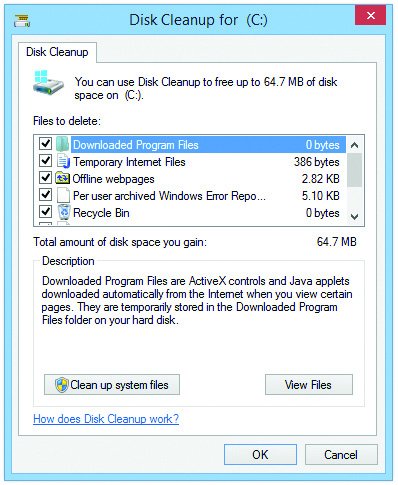 Disk Cleanup for  (C:)
Disk Cleanup
You can use Disk Cleanup to free up to 64.7 MB of disk
space on  (C:).
Files to delete:
Downloaded Program Files 0 bytes
Temporary Internet Files 386 bytes
Offline webpages 2.82 KB
Per user archived Windows Error Repo... 5.10 KB
Recycle Bin 0 bytes
Total amount of disk space you gain: 64.7 MB
Description
Downloaded Program Files are ActiveX controls and Java applets
downloaded automatically from the Internet when you view certain
pages. They are temporarily stored in the Downloaded Program
Files folder on your hard disk.
Clean up system files View Files
How does Disk Cleanup work?
OK Cancel